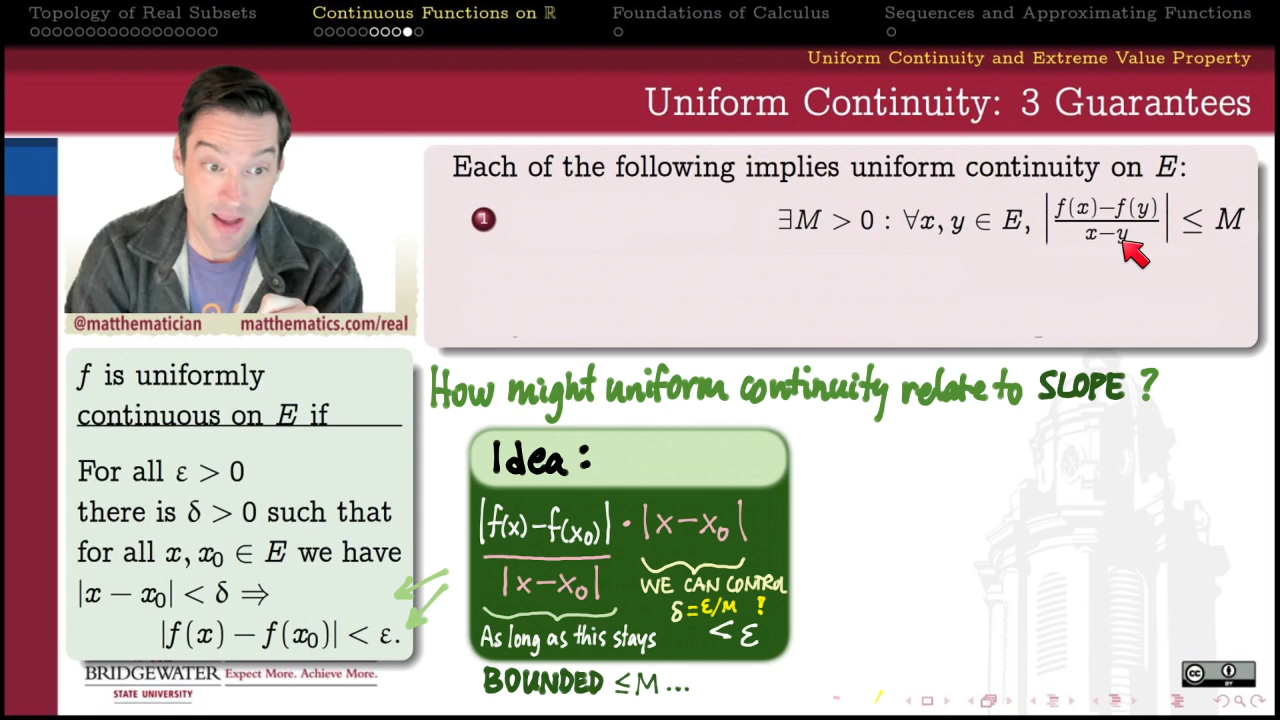 Topology of Real Subsets
Continuous Functions on ℝ
Foundations of Calculus
Sequences and Approximating Functions
Uniform Continuity and Extreme Value Property
Uniform Continuity: 3 Guarantees
Each of the following implies uniform continuity on E:
1 ∃M > 0 : ∀x, y ∈ E, |(f(x)−f(y))/(x−y)| ≤ M
@matthematician matthematics.com/real
f is uniformly
continuous on E if
For all ε > 0
there is δ > 0 such that
for all x, x₀ ∈ E we have
|x − x₀| < δ ⇒
|f(x) − f(x₀)| < ε.
How might uniform continuity relate to SLOPE ?
Idea :
|f(x)−f(x₀)| • |x−x₀|
|x−x₀|
WE CAN CONTROL
δ=ε/M !
As long as this stays
< ε
BOUNDED ≤ M ...
BRIDGEWATER
STATE UNIVERSITY
Expect More. Achieve More.
cc
BY